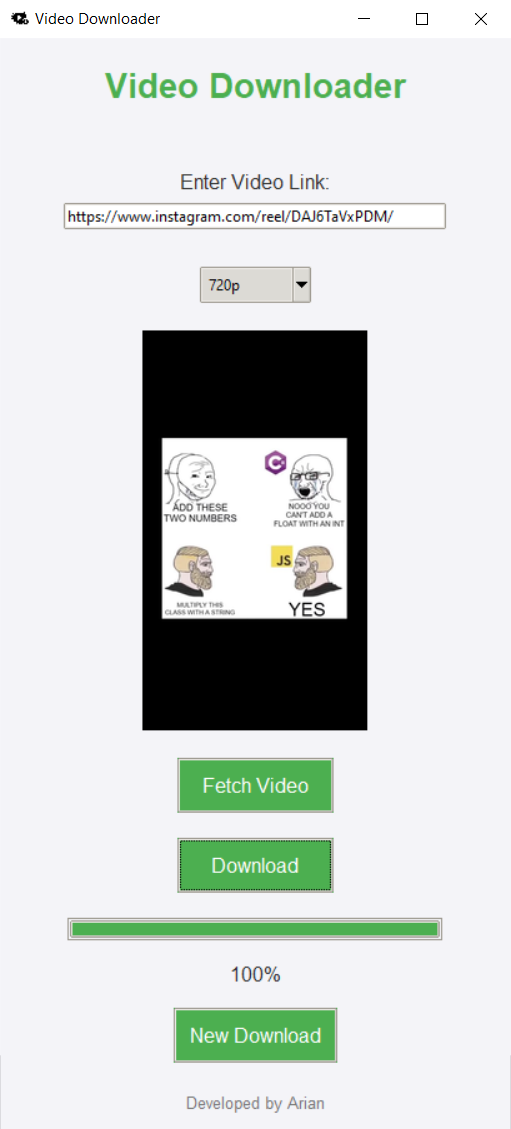 Video Downloader
Video Downloader
Enter Video Link:
https://www.instagram.com/reel/DAJ6TaVxPDM/
720p
C#
ADD THESE
TWO NUMBERS
NOOO YOU
CAN'T ADD A
FLOAT WITH AN INT
JS
MULTIPLY THIS
CLASS WITH A STRING
YES
Fetch Video
Download
100%
New Download
Developed by Arian